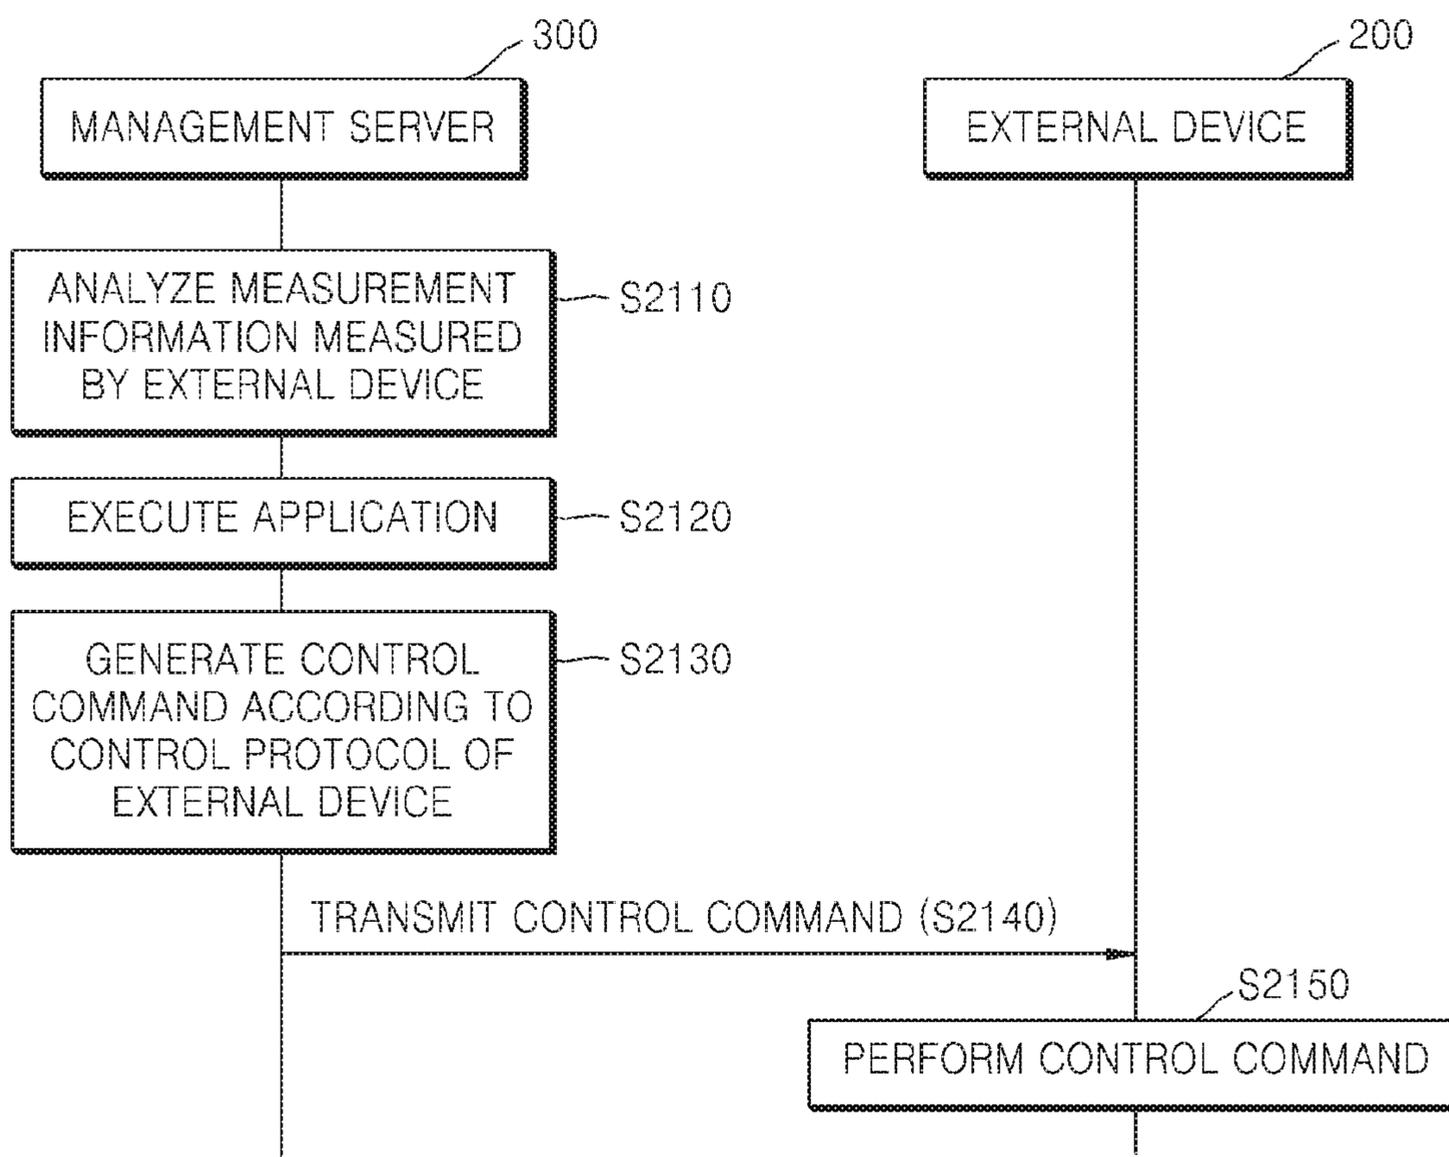 300
200
MANAGEMENT SERVER
EXTERNAL DEVICE
ANALYZE MEASUREMENT
INFORMATION MEASURED
BY EXTERNAL DEVICE
S2110
EXECUTE APPLICATION
S2120
GENERATE CONTROL
COMMAND ACCORDING TO
CONTROL PROTOCOL OF
EXTERNAL DEVICE
S2130
TRANSMIT CONTROL COMMAND (S2140)
S2150
PERFORM CONTROL COMMAND